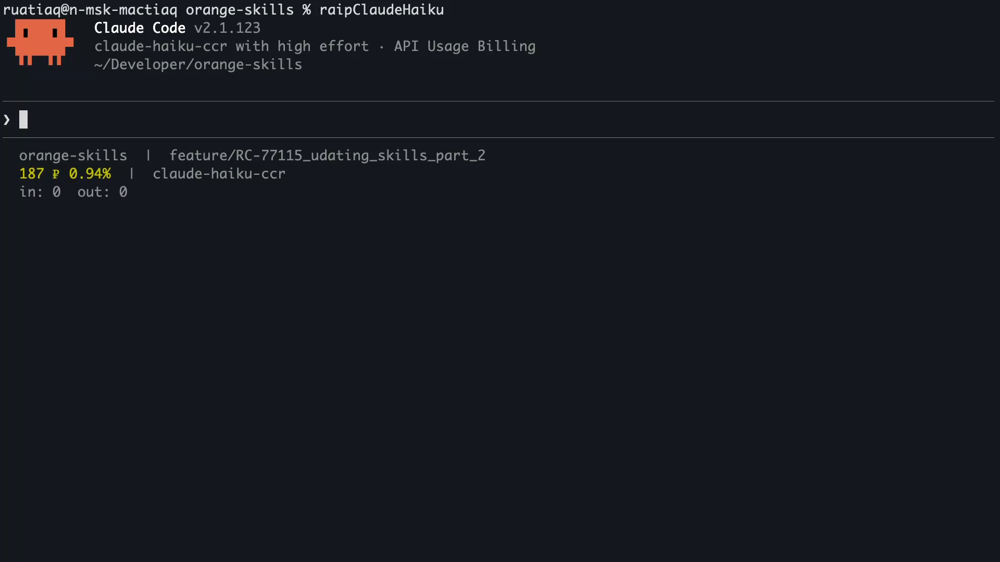 ruatiaq@n-msk-mactiaq orange-skills % raipClaudeHaiku
Claude Code v2.1.123
claude-haiku-ccr with high effort · API Usage Billing
~/Developer/orange-skills
❯
orange-skills | feature/RC-77115_udating_skills_part_2
187 ₽ 0.94% | claude-haiku-ccr
in: 0 out: 0